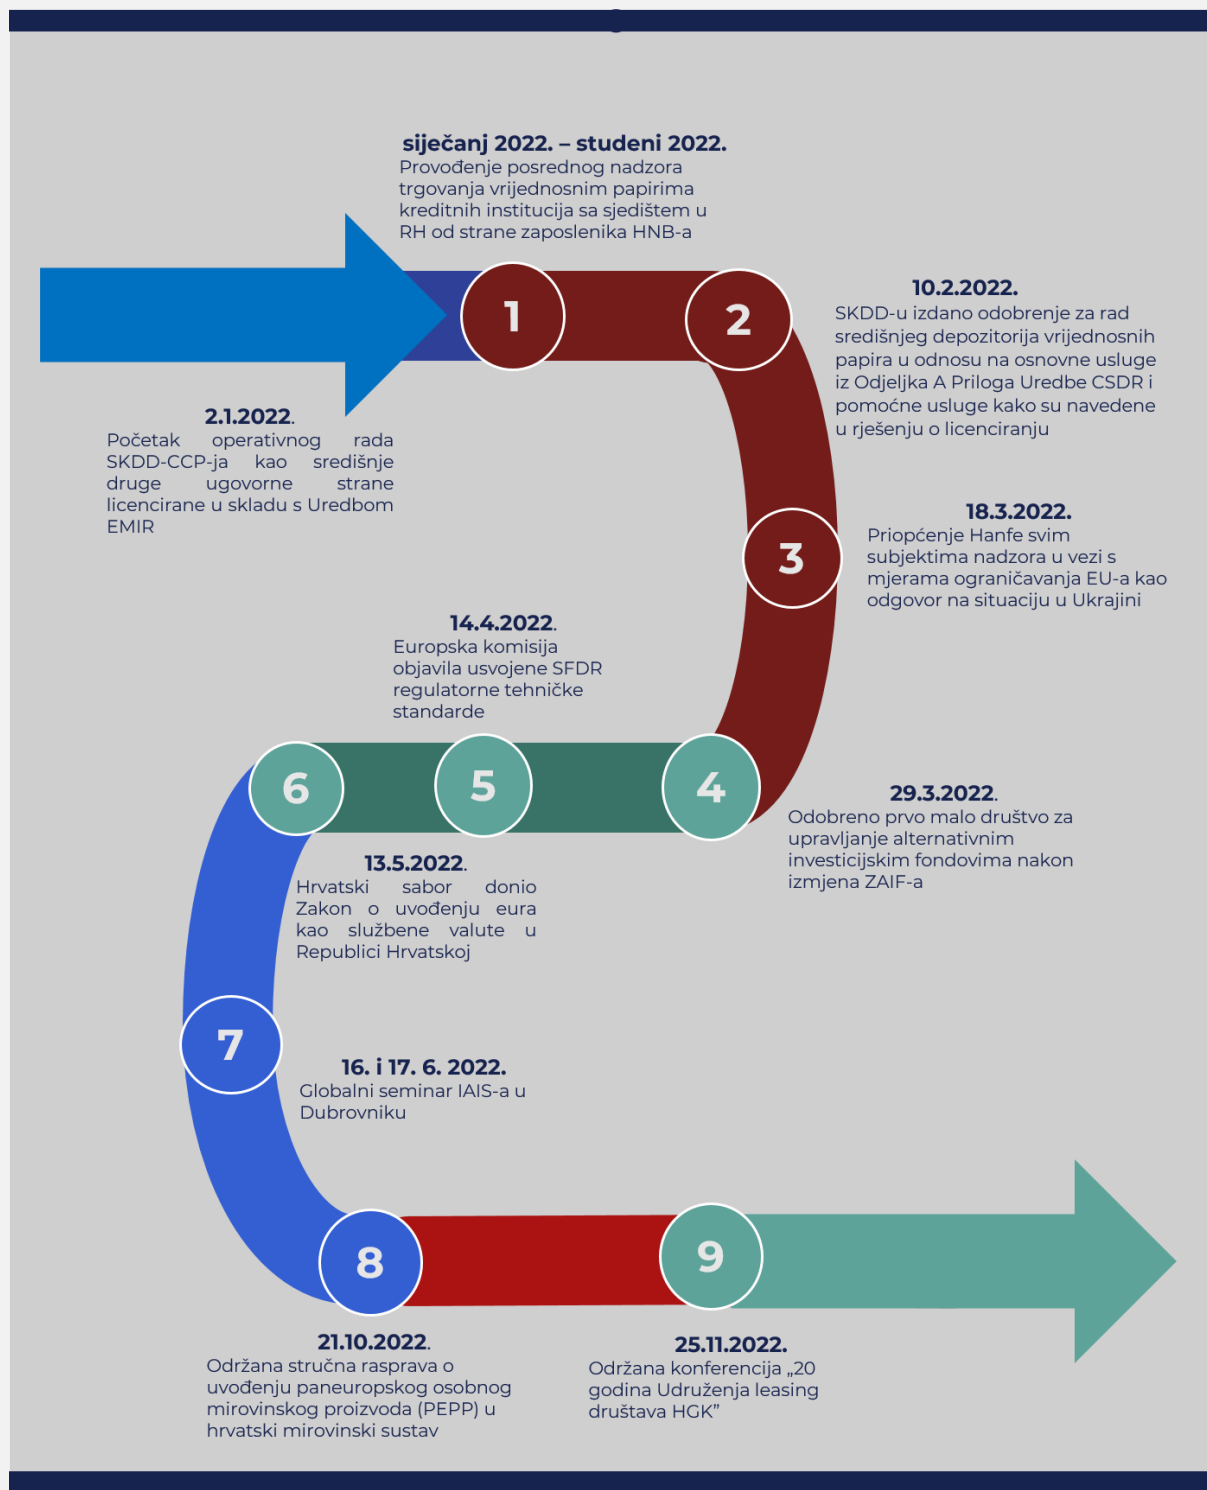 siječanj 2022. – studeni 2022.
Provođenje posrednog nadzora
trgovanja vrijednosnim papirima
kreditnih institucija sa sjedištem u
RH od strane zaposlenika HNB-a
1
2
10.2.2022.
SKDD-u izdano odobrenje za rad
središnjeg depozitorija vrijednosnih
papira u odnosu na osnovne usluge
iz Odjeljka A Priloga Uredbe CSDR i
pomoćne usluge kako su navedene
u rješenju o licenciranju
2.1.2022.
Početak operativnog rada
SKDD-CCP-ja kao središnje
druge ugovorne strane
licencirane u skladu s Uredbom
EMIR
3
18.3.2022.
Priopćenje Hanfe svim
subjektima nadzora u vezi s
mjerama ograničavanja EU-a kao
odgovor na situaciju u Ukrajini
14.4.2022.
Europska komisija
objavila usvojene SFDR
regulatorne tehničke
standarde
6
5
4
29.3.2022.
Odobreno prvo malo društvo za
upravljanje alternativnim
investicijskim fondovima nakon
izmjena ZAIF-a
13.5.2022.
Hrvatski sabor donio
Zakon o uvođenju eura
kao službene valute u
Republici Hrvatskoj
7
16. i 17. 6. 2022.
Globalni seminar IAIS-a u
Dubrovniku
8
9
21.10.2022.
Održana stručna rasprava o
uvođenju paneuropskog osobnog
mirovinskog proizvoda (PEPP) u
hrvatski mirovinski sustav
25.11.2022.
Održana konferencija „20
godina Udruženja leasing
društava HGK”